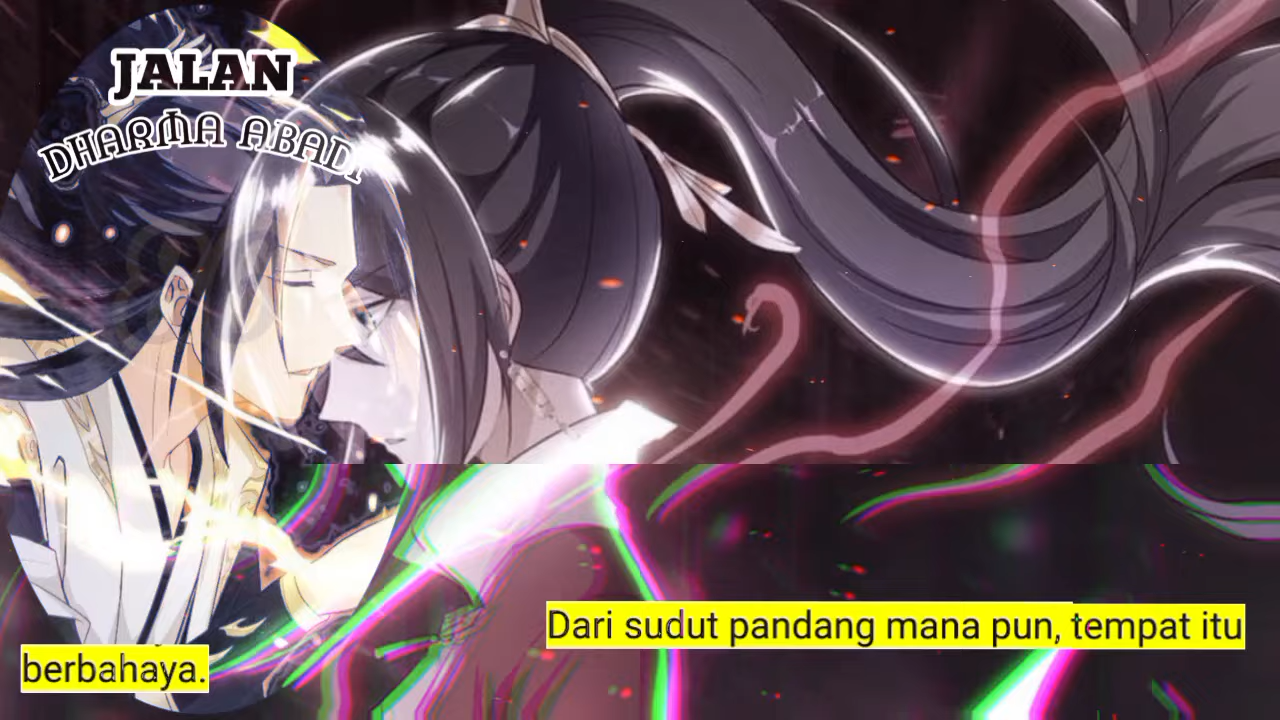 JALAN
DHARMA ABADI
Dari sudut pandang mana pun, tempat itu
berbahaya.